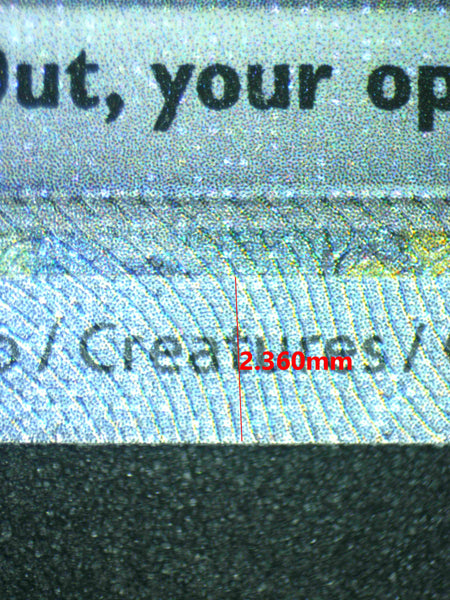 Out, your op
/ Creatures /
2.360mm